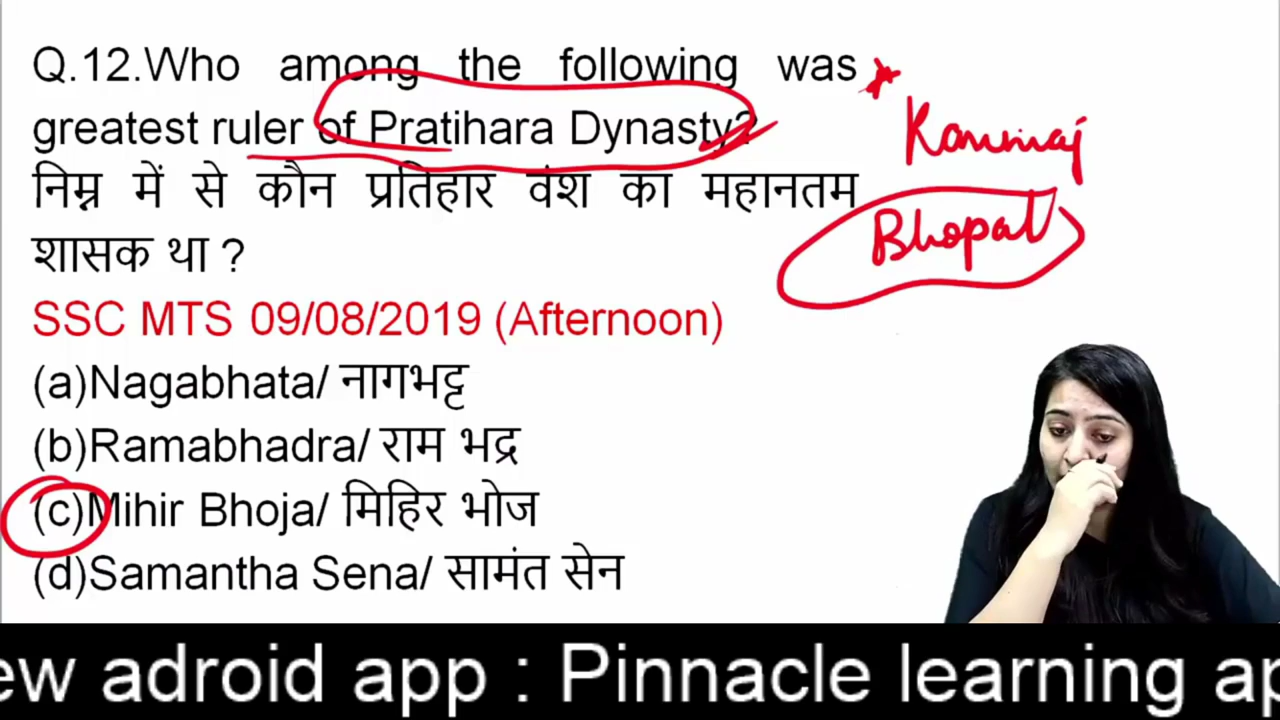 Q.12.Who among the following was
greatest ruler of Pratihara Dynasty?
निम्न में से कौन प्रतिहार वंश का महानतम
शासक था ?
SSC MTS 09/08/2019 (Afternoon)
(a)Nagabhata/ नागभट्ट
(b)Ramabhadra/ राम भद्र
(c)Mihir Bhoja/ मिहिर भोज
(d)Samantha Sena/ सामंत सेन
Kannauj
Bhopal
ew adroid app : Pinnacle learning ap